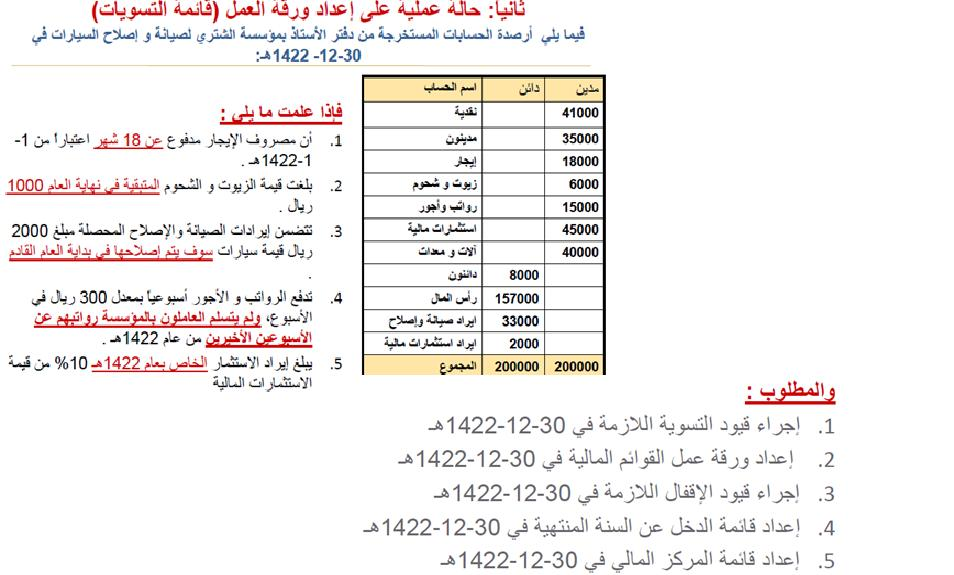 ثانياً: حالة عملية على إعداد ورقة العمل (قائمة التسويات)
فيما يلي أرصدة الحسابات المستخرجة من دفتر الأستاذ بمؤسسة الشتري لصيانة و إصلاح السيارات في
30-12- 1422هـ:
مدين دائن اسم الحساب
41000 نقدية
35000 مدينون
18000 إيجار
6000 زيوت و شحوم
15000 رواتب وأجور
45000 استثمارات مالية
40000 آلات و معدات
8000 دائنون
157000 رأس المال
33000 ايراد صيانة وإصلاح
2000 ايراد استثمارات مالية
200000 200000 المجموع
فإذا علمت ما يلي :
1. أن مصروف الإيجار مدفوع عن 18 شهر اعتباراً من 1-
1-1422هـ .
2. بلغت قيمة الزيوت و الشحوم المتبقية في نهاية العام 1000
ريال .
3. تتضمن إيرادات الصيانة والإصلاح المحصلة مبلغ 2000
ريال قيمة سيارات سوف يتم إصلاحها في بداية العام القادم
.
4. تدفع الرواتب و الأجور أسبوعياً بمعدل 300 ريال في
الأسبوع، ولم يتسلم العاملون بالمؤسسة رواتبهم عن
الأسبوعين الأخيرين من عام 1422هـ .
5. يبلغ إيراد الاستثمار الخاص بعام 1422هـ 10% من قيمة
الاستثمارات المالية
والمطلوب :
1. إجراء قيود التسوية اللازمة في 30-12-1422هـ
2. إعداد ورقة عمل القوائم المالية في 30-12-1422هـ
3. إجراء قيود الإقفال اللازمة في 30-12-1422هـ
4. إعداد قائمة الدخل عن السنة المنتهية في 30-12-1422هـ
5. إعداد قائمة المركز المالي في 30-12-1422هـ